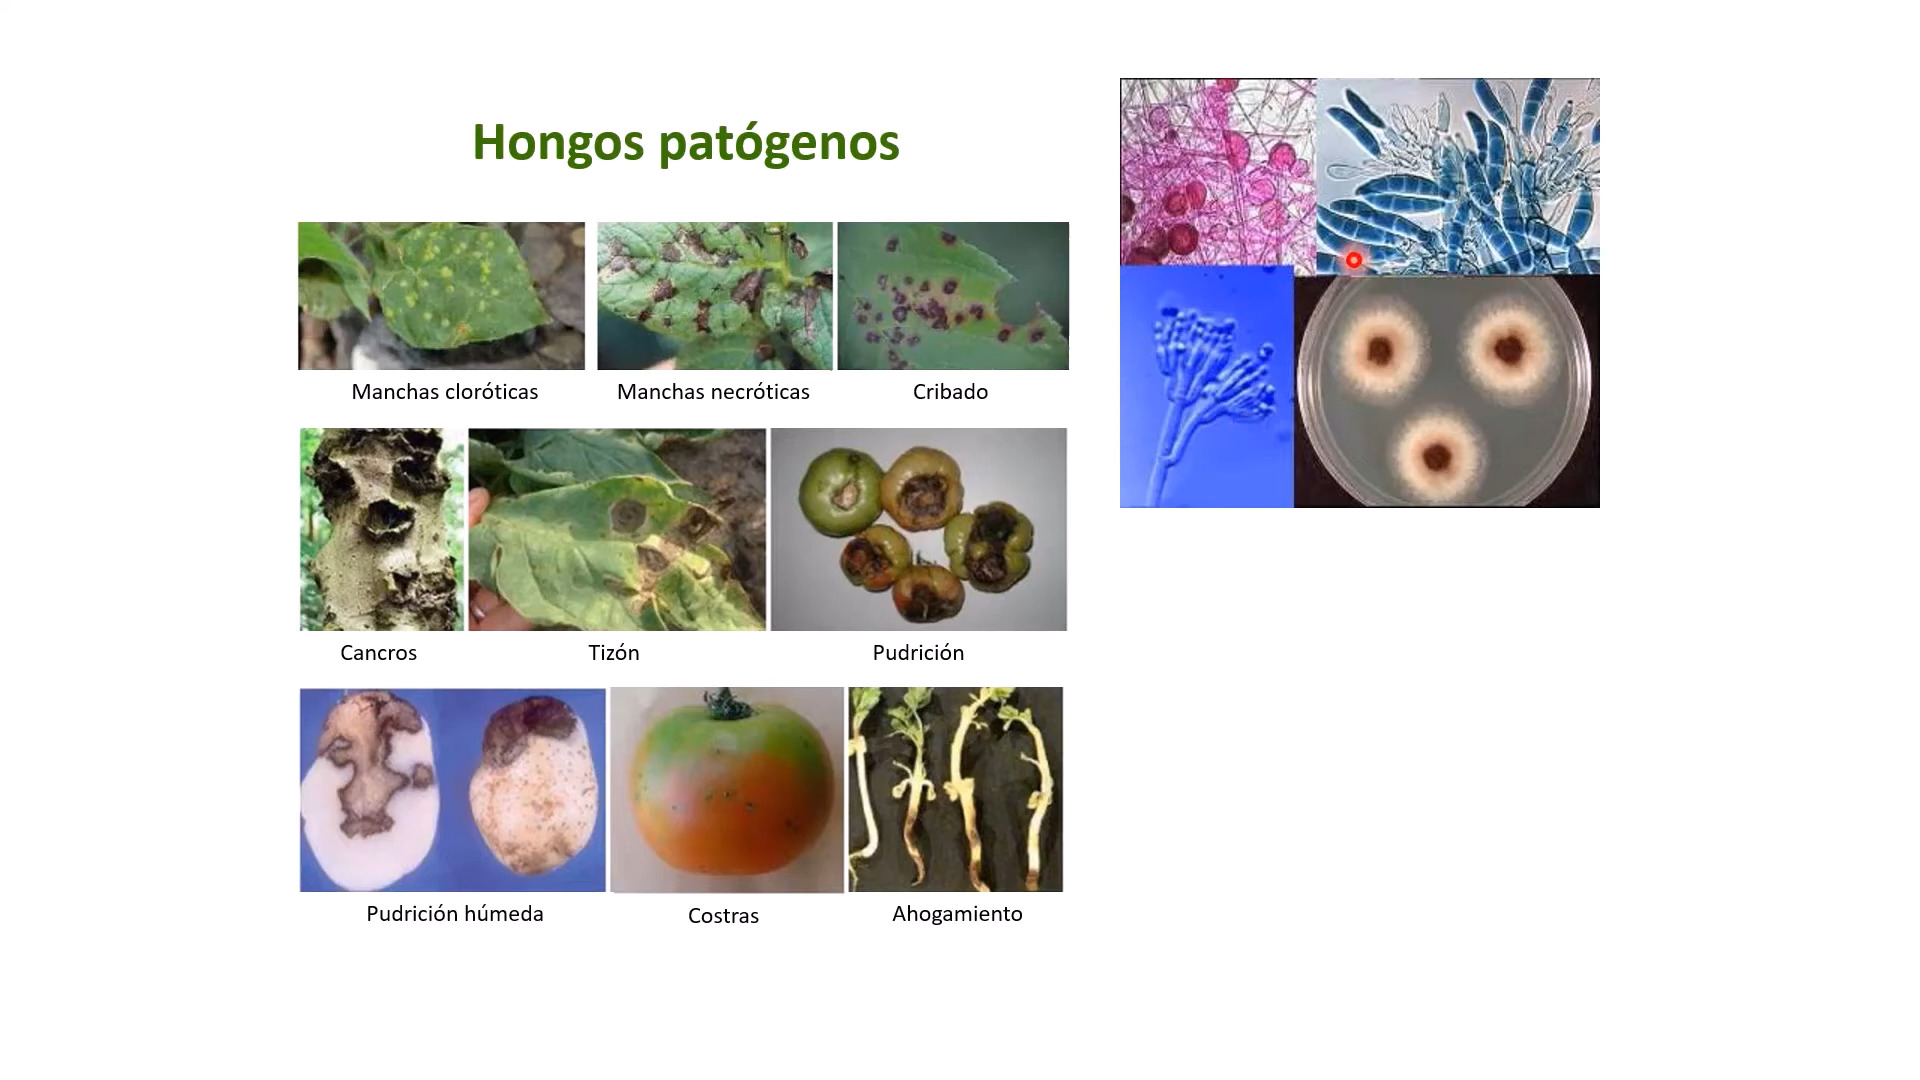 Hongos patógenos
Manchas cloróticas
Manchas necróticas
Cribado
Cancros
Tizón
Pudrición
Pudrición húmeda
Costras
Ahogamiento